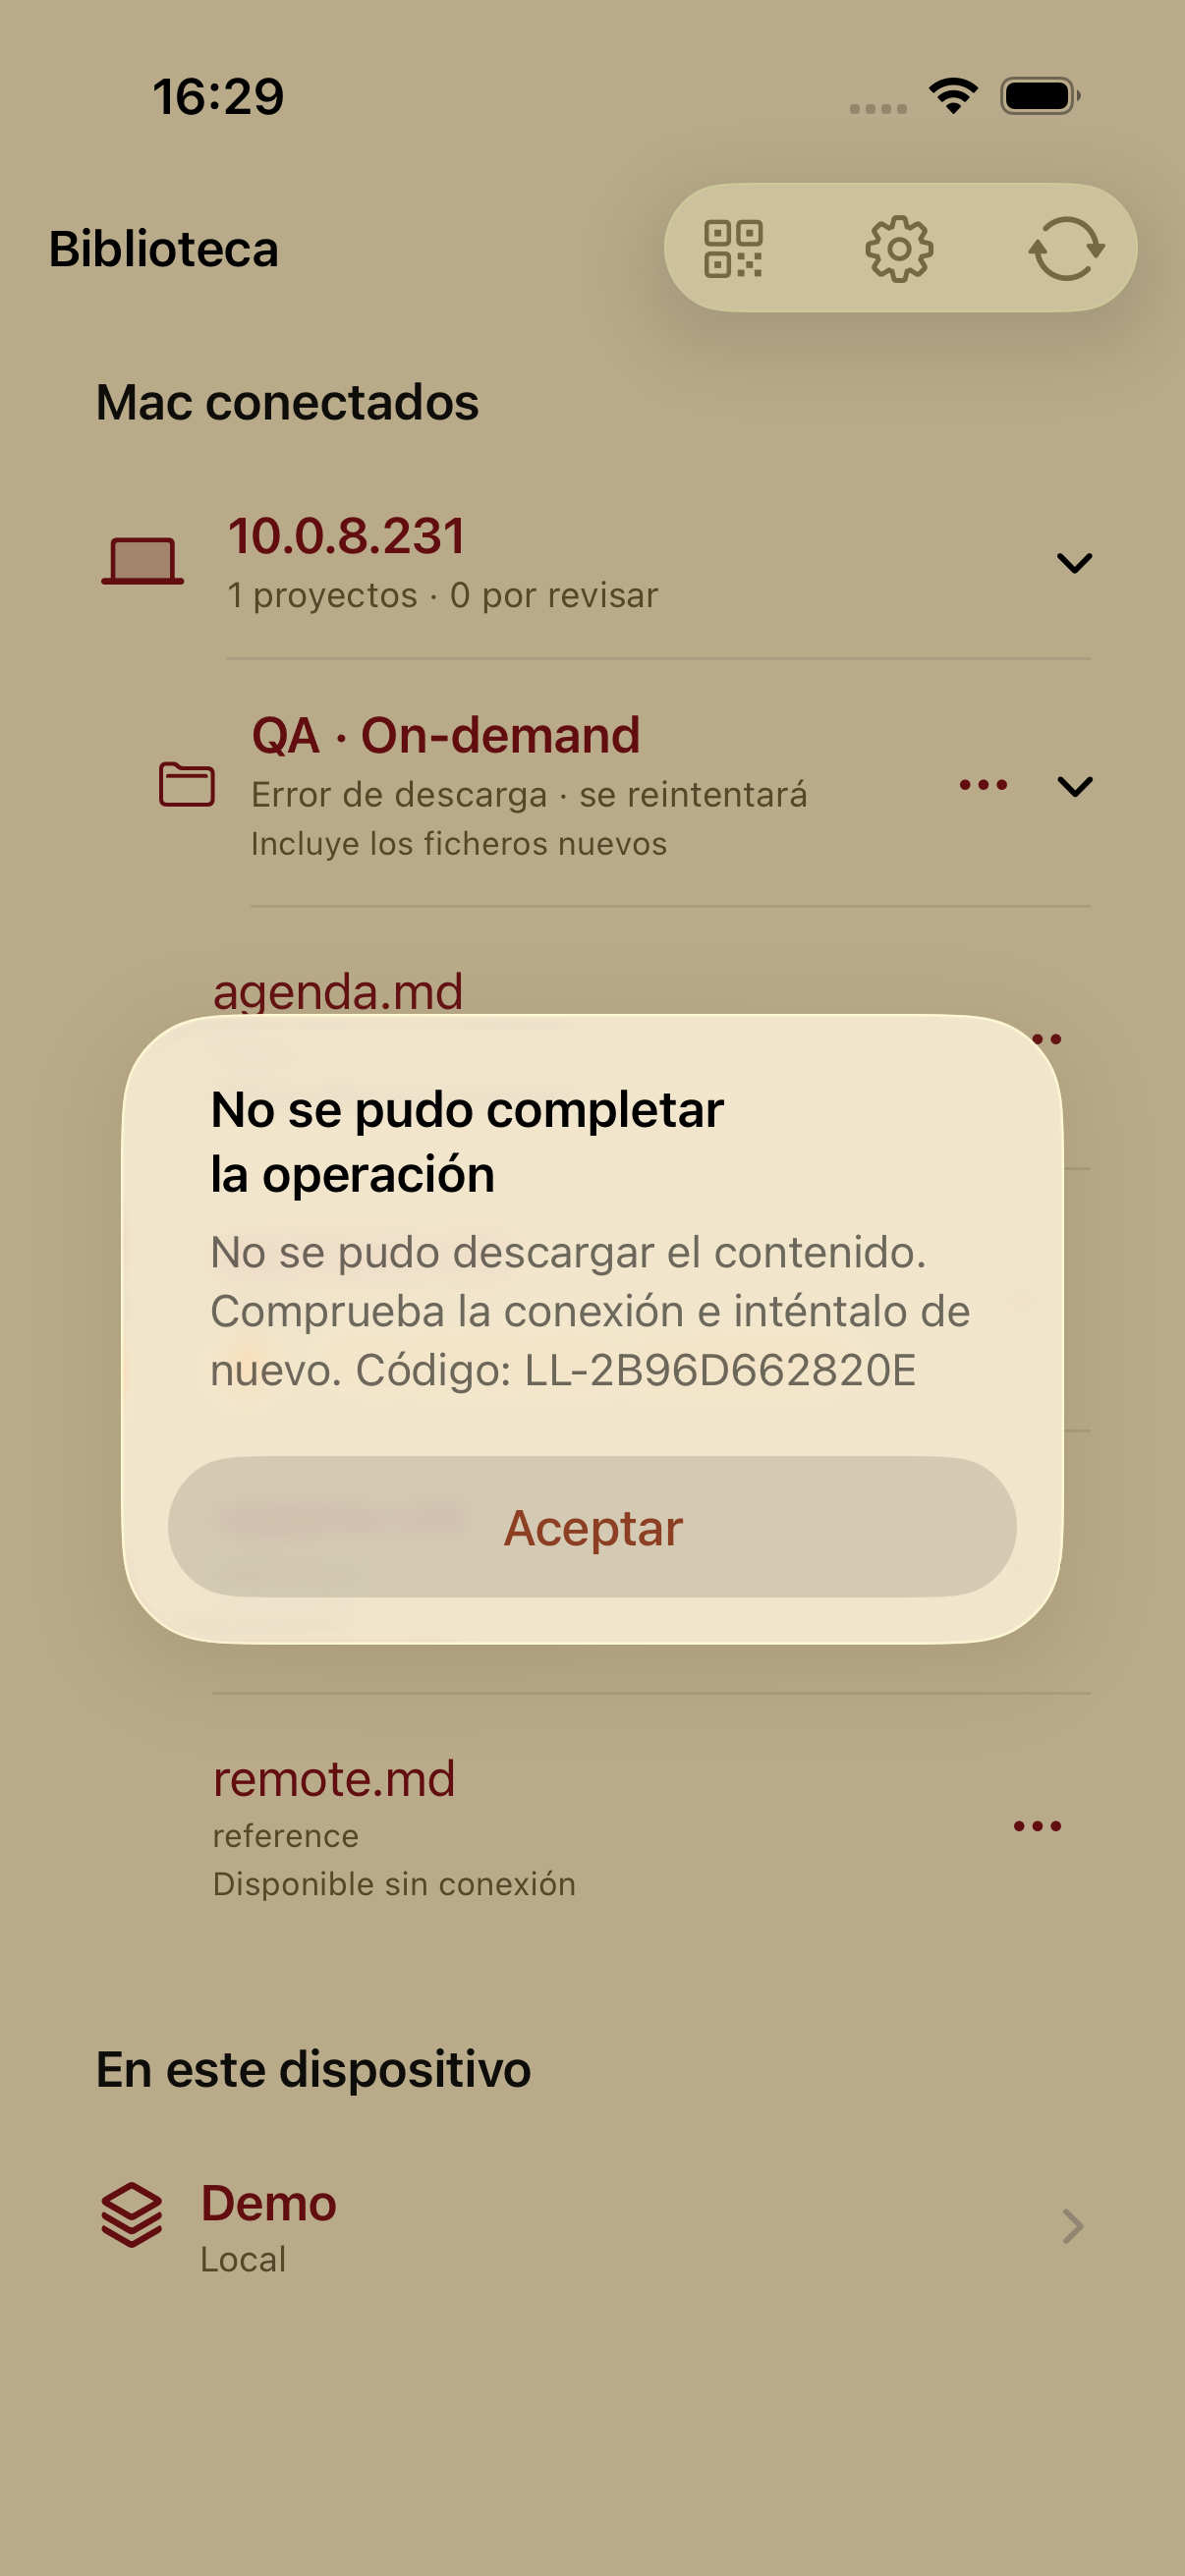 16:29
Biblioteca
Mac conectados
10.0.8.231
1 proyectos · 0 por revisar
QA · On-demand
Error de descarga · se reintentará
Incluye los ficheros nuevos
agenda.md
No se pudo completar
la operación
No se pudo descargar el contenido.
Comprueba la conexión e inténtalo de
nuevo. Código: LL-2B96D662820E
Aceptar
remote.md
reference
Disponible sin conexión
En este dispositivo
Demo
Local